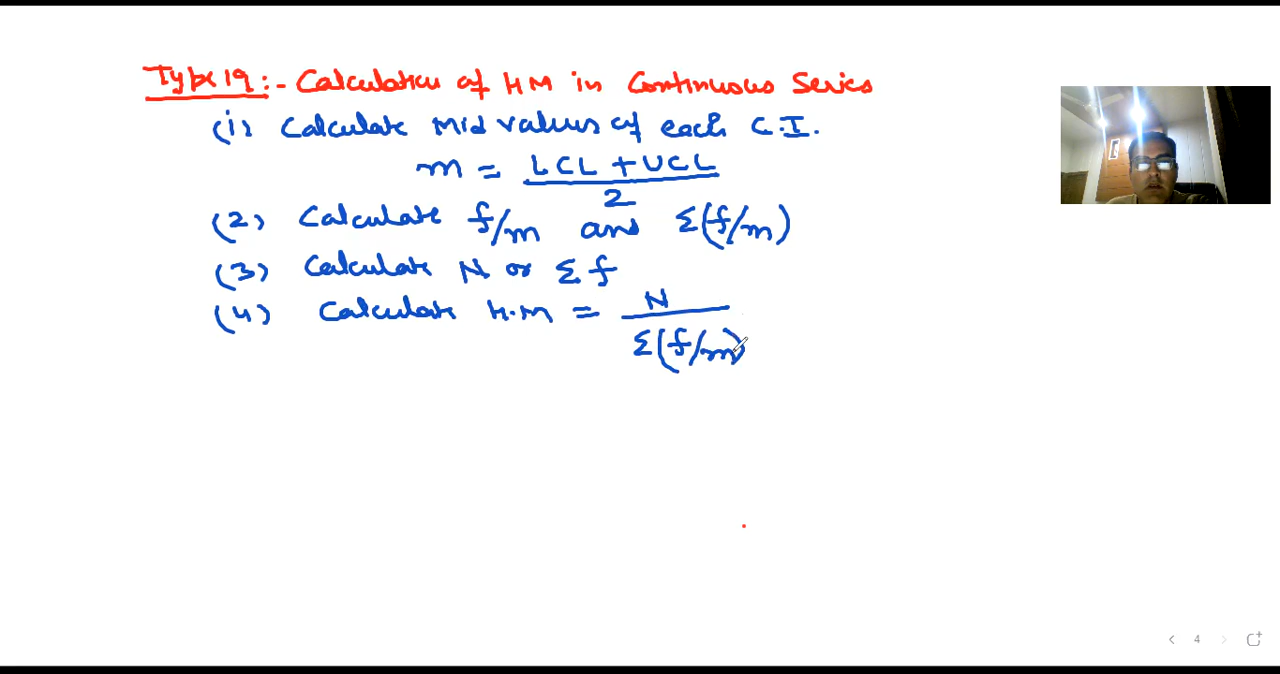 Type 19:- Calculation of HM in Continuous Series
(1) Calculate Mid values of each C.I.
m = LCL + UCL
2
(2) Calculate f/m and Σ(f/m)
(3) Calculate N or Σf
(4) Calculate H.M = N
Σ(f/m)
4